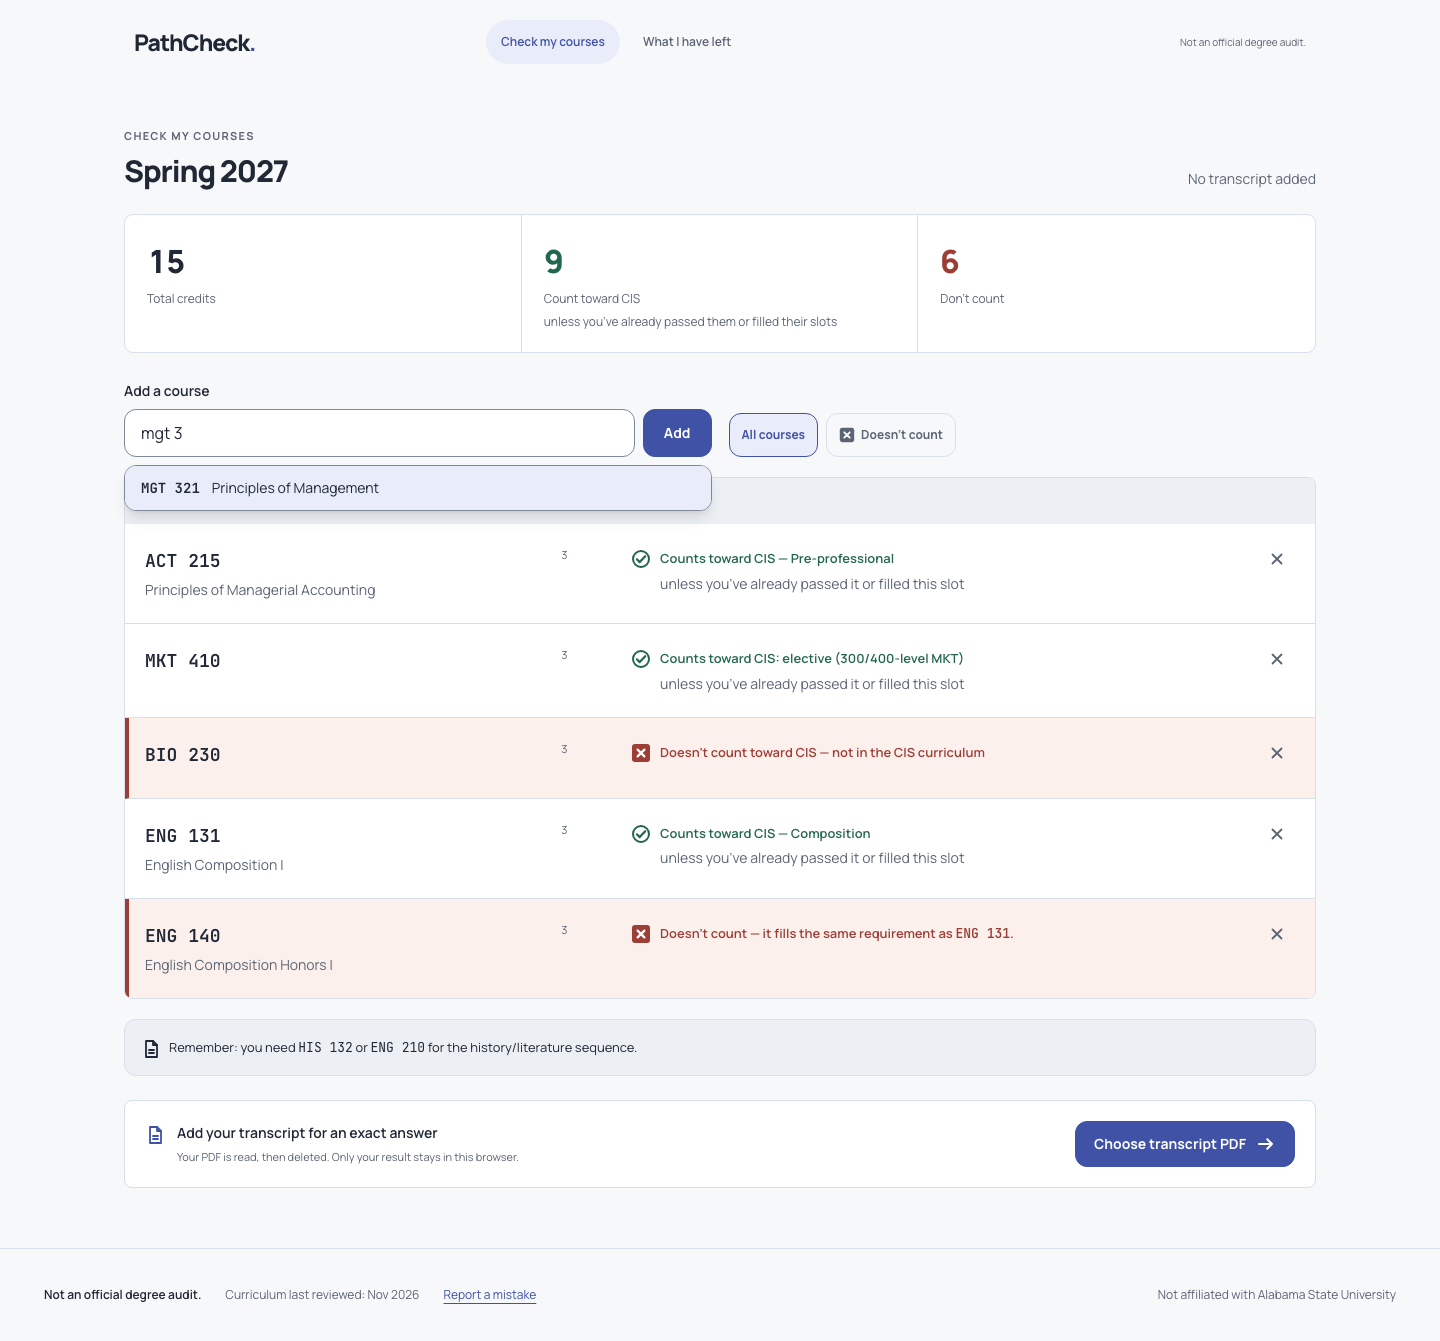 PathCheck.
Check my courses
What I have left
Not an official degree audit.
CHECK MY COURSES
Spring 2027
No transcript added
15
Total credits
9
Count toward CIS
unless you've already passed them or filled their slots
6
Don't count
Add a course
mgt 3
Add
All courses
Doesn't count
MGT 321 Principles of Management
ACT 215
Principles of Managerial Accounting
3
Counts toward CIS — Pre-professional
unless you've already passed it or filled this slot
MKT 410
3
Counts toward CIS: elective (300/400-level MKT)
unless you've already passed it or filled this slot
BIO 230
3
Doesn't count toward CIS — not in the CIS curriculum
ENG 131
English Composition I
3
Counts toward CIS — Composition
unless you've already passed it or filled this slot
ENG 140
English Composition Honors I
3
Doesn't count — it fills the same requirement as ENG 131.
Remember: you need HIS 132 or ENG 210 for the history/literature sequence.
Add your transcript for an exact answer
Your PDF is read, then deleted. Only your result stays in this browser.
Choose transcript PDF
Not an official degree audit.
Curriculum last reviewed: Nov 2026
Report a mistake
Not affiliated with Alabama State University